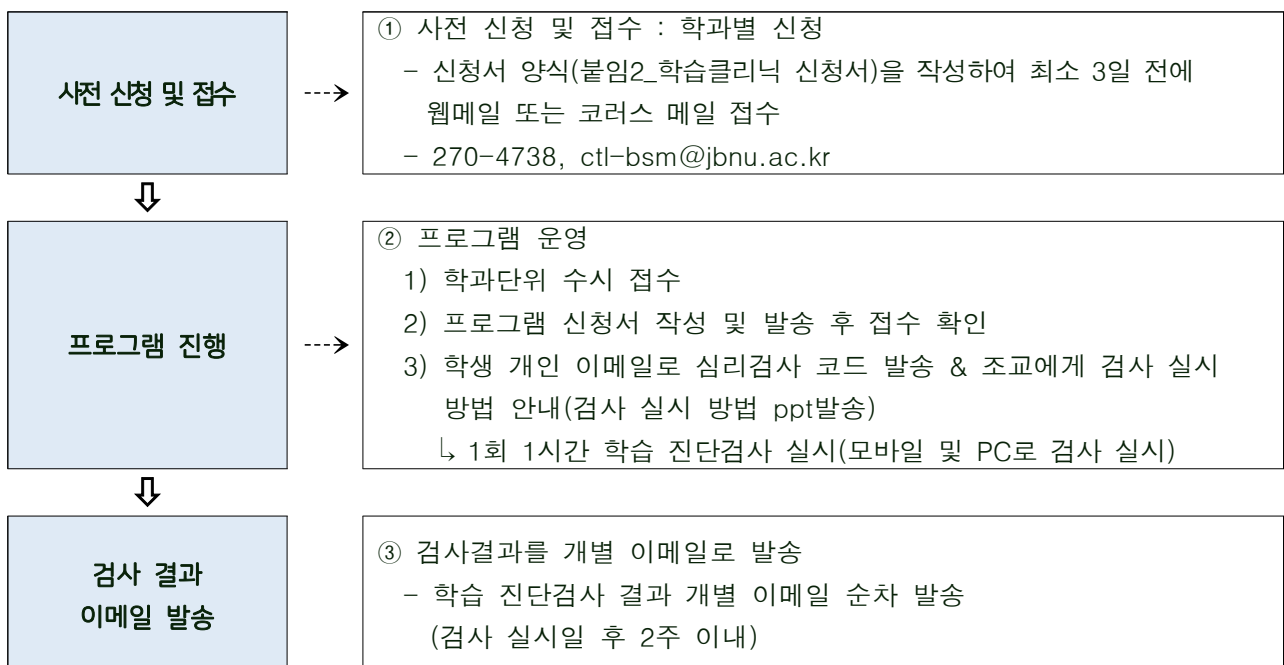 사전 신청 및 접수
① 사전 신청 및 접수 : 학과별 신청
- 신청서 양식(붙임2_학습클리닉 신청서)을 작성하여 최소 3일 전에
웹메일 또는 코러스 메일 접수
- 270-4738, ctl-bsm@jbnu.ac.kr
프로그램 진행
② 프로그램 운영
1) 학과단위 수시 접수
2) 프로그램 신청서 작성 및 발송 후 접수 확인
3) 학생 개인 이메일로 심리검사 코드 발송 & 조교에게 검사 실시
방법 안내(검사 실시 방법 ppt발송)
↳ 1회 1시간 학습 진단검사 실시(모바일 및 PC로 검사 실시)
검사 결과
이메일 발송
③ 검사결과를 개별 이메일로 발송
- 학습 진단검사 결과 개별 이메일 순차 발송
(검사 실시일 후 2주 이내)